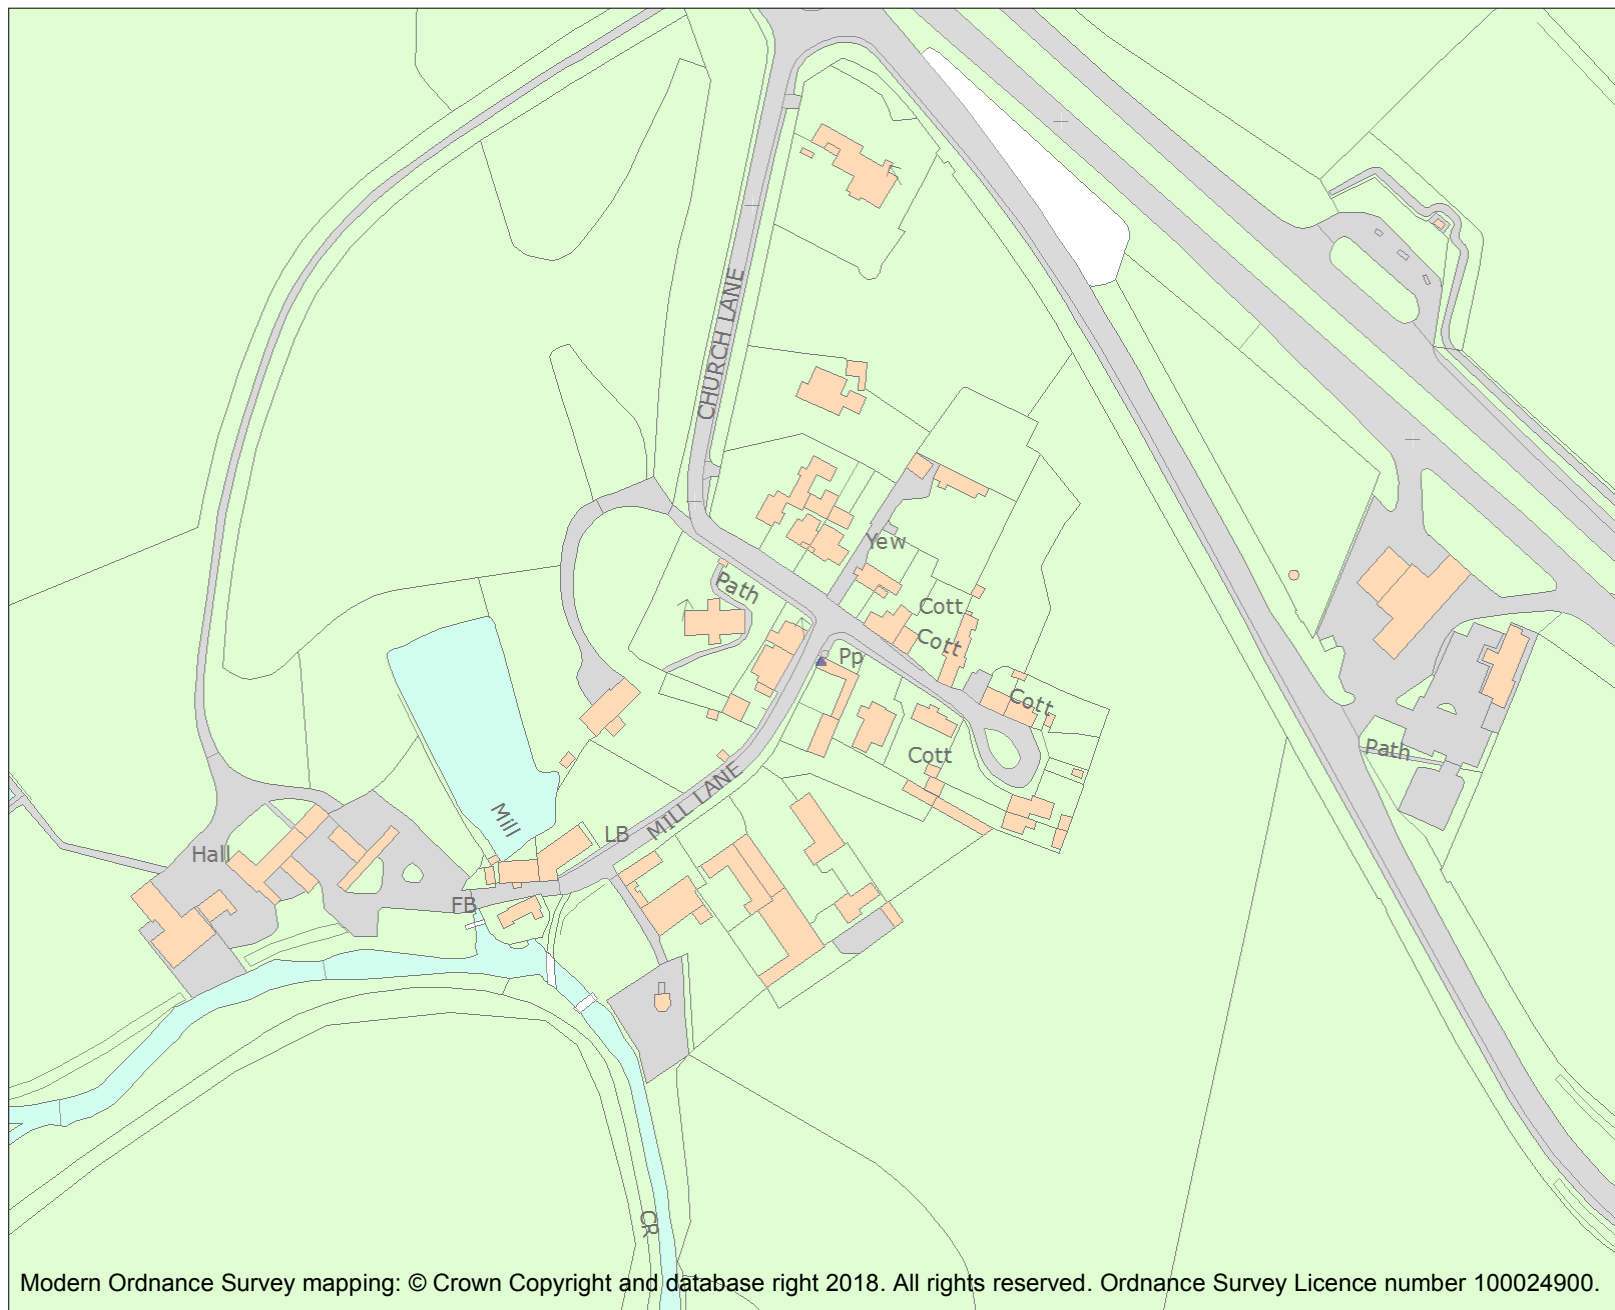 CHURCH LANE
Yew
Path
Cott
Cott
Pp
Cott
Cott
Path
MILL LANE
Mill
LB
Hall
FB
CR
Modern Ordnance Survey mapping: © Crown Copyright and database right 2018. All rights reserved. Ordnance Survey Licence number 100024900.